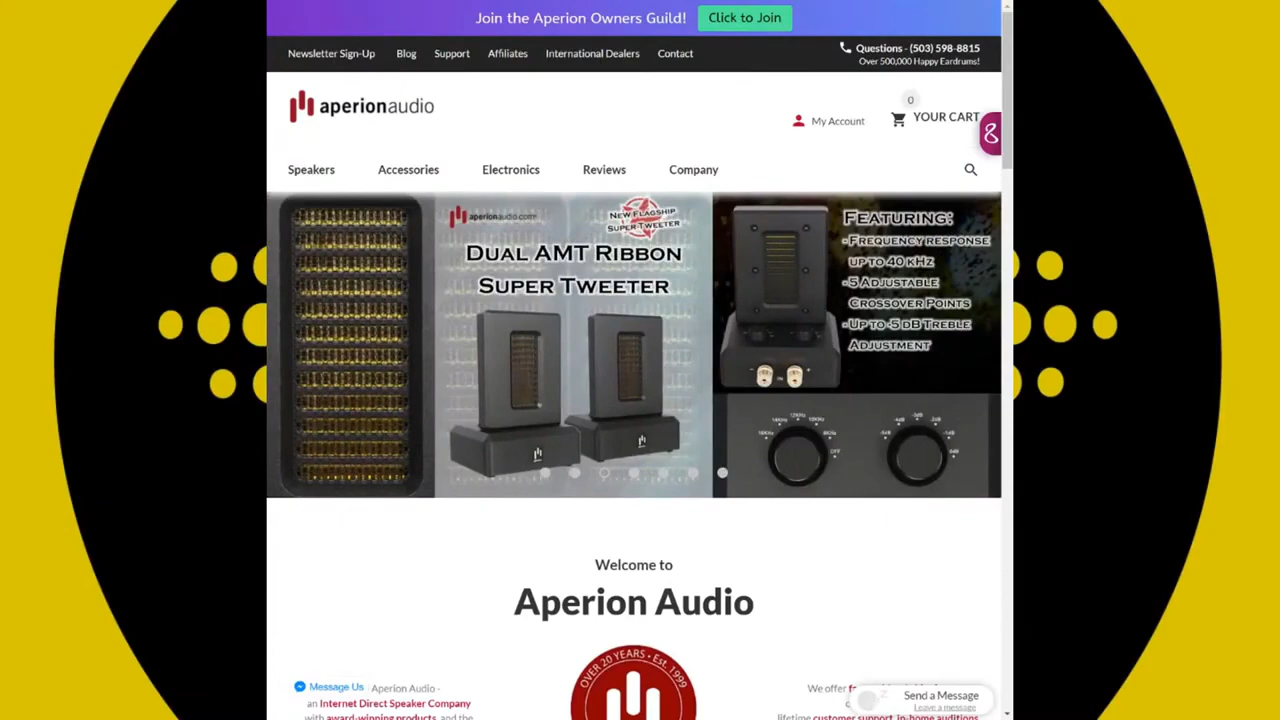 Join the Aperion Owners Guild! Click to Join
Newsletter Sign-Up Blog Support Affiliates International Dealers Contact
Questions - (503) 598-8815
Over 500,000 Happy Eardrums!
aperionaudio
My Account
0
YOUR CART
Speakers Accessories Electronics Reviews Company
aperionaudio.com
New Flagship
Super Tweeter
Dual AMT Ribbon
Super Tweeter
Featuring:
- Frequency response
up to 40 kHz
- 5 Adjustable
Crossover Points
- Up to -5 dB Treble
Adjustment
Welcome to
Aperion Audio
OVER 20 YEARS • Est. 1999
Message Us
Aperion Audio -
an Internet Direct Speaker Company
with award-winning products, and the
We offer
lifetime customer support, in-home auditions
Send a Message
Leave a message